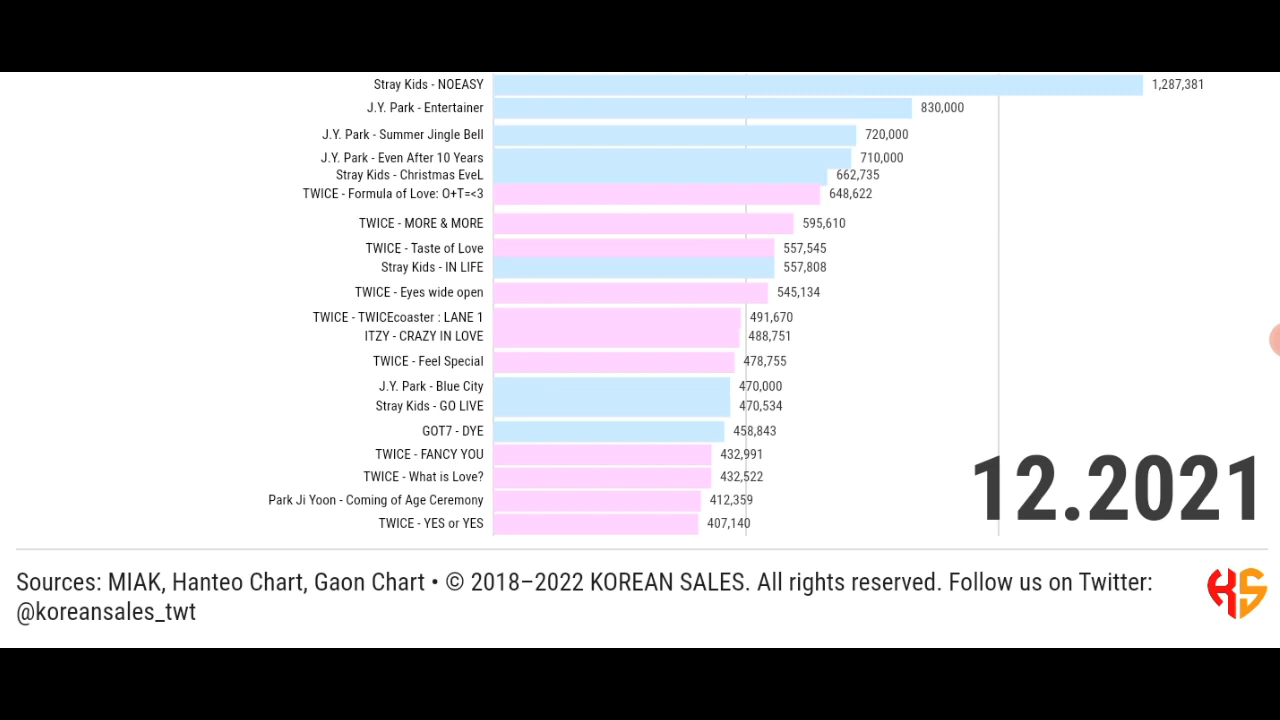 Stray Kids - NOEASY 1,287,381
J.Y. Park - Entertainer 830,000
J.Y. Park - Summer Jingle Bell 720,000
J.Y. Park - Even After 10 Years 710,000
Stray Kids - Christmas EveL 662,735
TWICE - Formula of Love: O+T=<3 648,622
TWICE - MORE & MORE 595,610
TWICE - Taste of Love 557,545
Stray Kids - IN LIFE 557,808
TWICE - Eyes wide open 545,134
TWICE - TWICEcoaster : LANE 1 491,670
ITZY - CRAZY IN LOVE 488,751
TWICE - Feel Special 478,755
J.Y. Park - Blue City 470,000
Stray Kids - GO LIVE 470,534
GOT7 - DYE 458,843
TWICE - FANCY YOU 432,991
TWICE - What is Love? 432,522
Park Ji Yoon - Coming of Age Ceremony 412,359
TWICE - YES or YES 407,140
12.2021
Sources: MIAK, Hanteo Chart, Gaon Chart • © 2018–2022 KOREAN SALES. All rights reserved. Follow us on Twitter:
@koreansales_twt
KS